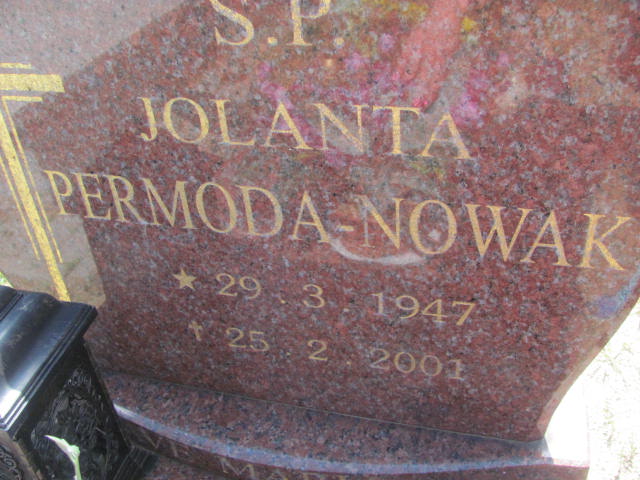 S.P.
JOLANTA
PERMODA-NOWAK
★ 29.3.1947
† 25.2.2001